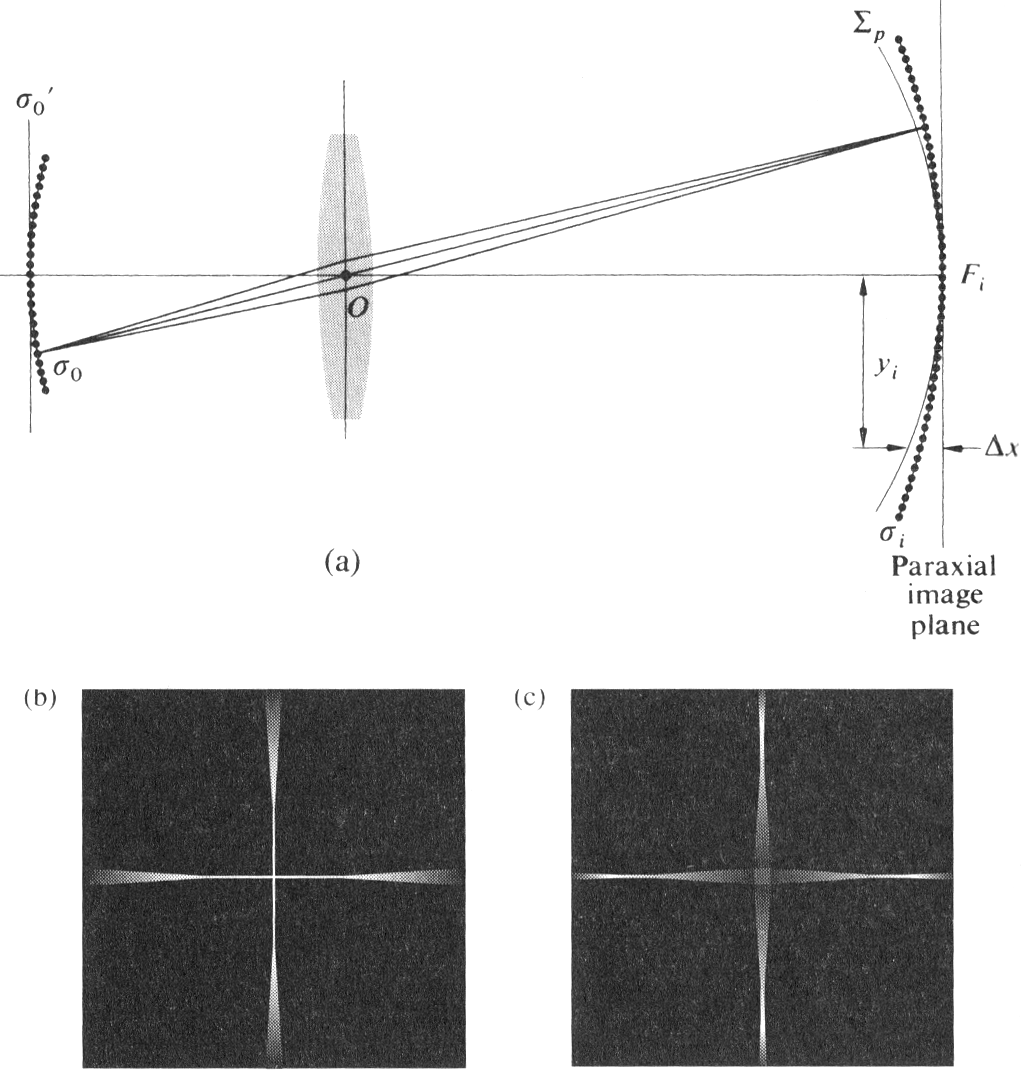 Σp
σ0′
Fi
O
σ0
yi
Δx
σi
(a)
Paraxial
image
plane
(b)
(c)